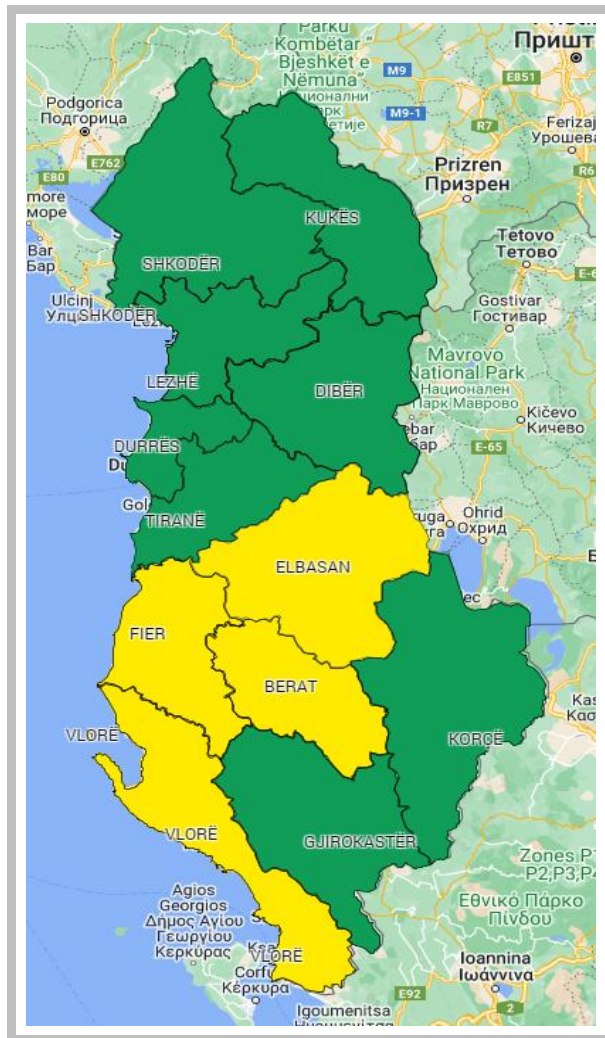 Parku
Kombëtar "
Bjeshkët e
Nëmuna"
M9
E851
Пришт
Podgorica
Подгорица
M9-1
R7
Ferizaj
Урошева
E762
E80
Prizren
Призрен
R6
more
море
KUKËS
Tetovo
Тетово
Bar
Бар
SHKODËR
Ulcinj
SHKODËR
Gostivar
Гостивар
LEZHË
DIBËR
Mavrovo
National Park
Национален
Парк Маврово
Kičevo
Кичево
DURRËS
E-65
TIRANË
Ohrid
Охрид
ELBASAN
FIER
BERAT
VLORË
KORÇË
VLORË
GJIROKASTËR
Zones P1
P2,P3,P4
Agios
Georgios
Δήμος Αγίου
Γεωργίου
Κέρκυρας
Εθνικό Πάρκο
Πίνδου
VLORË
Ioannina
Ιωάννινα
Corfu
Κέρκυρα
E92
2
Igoumenitsa